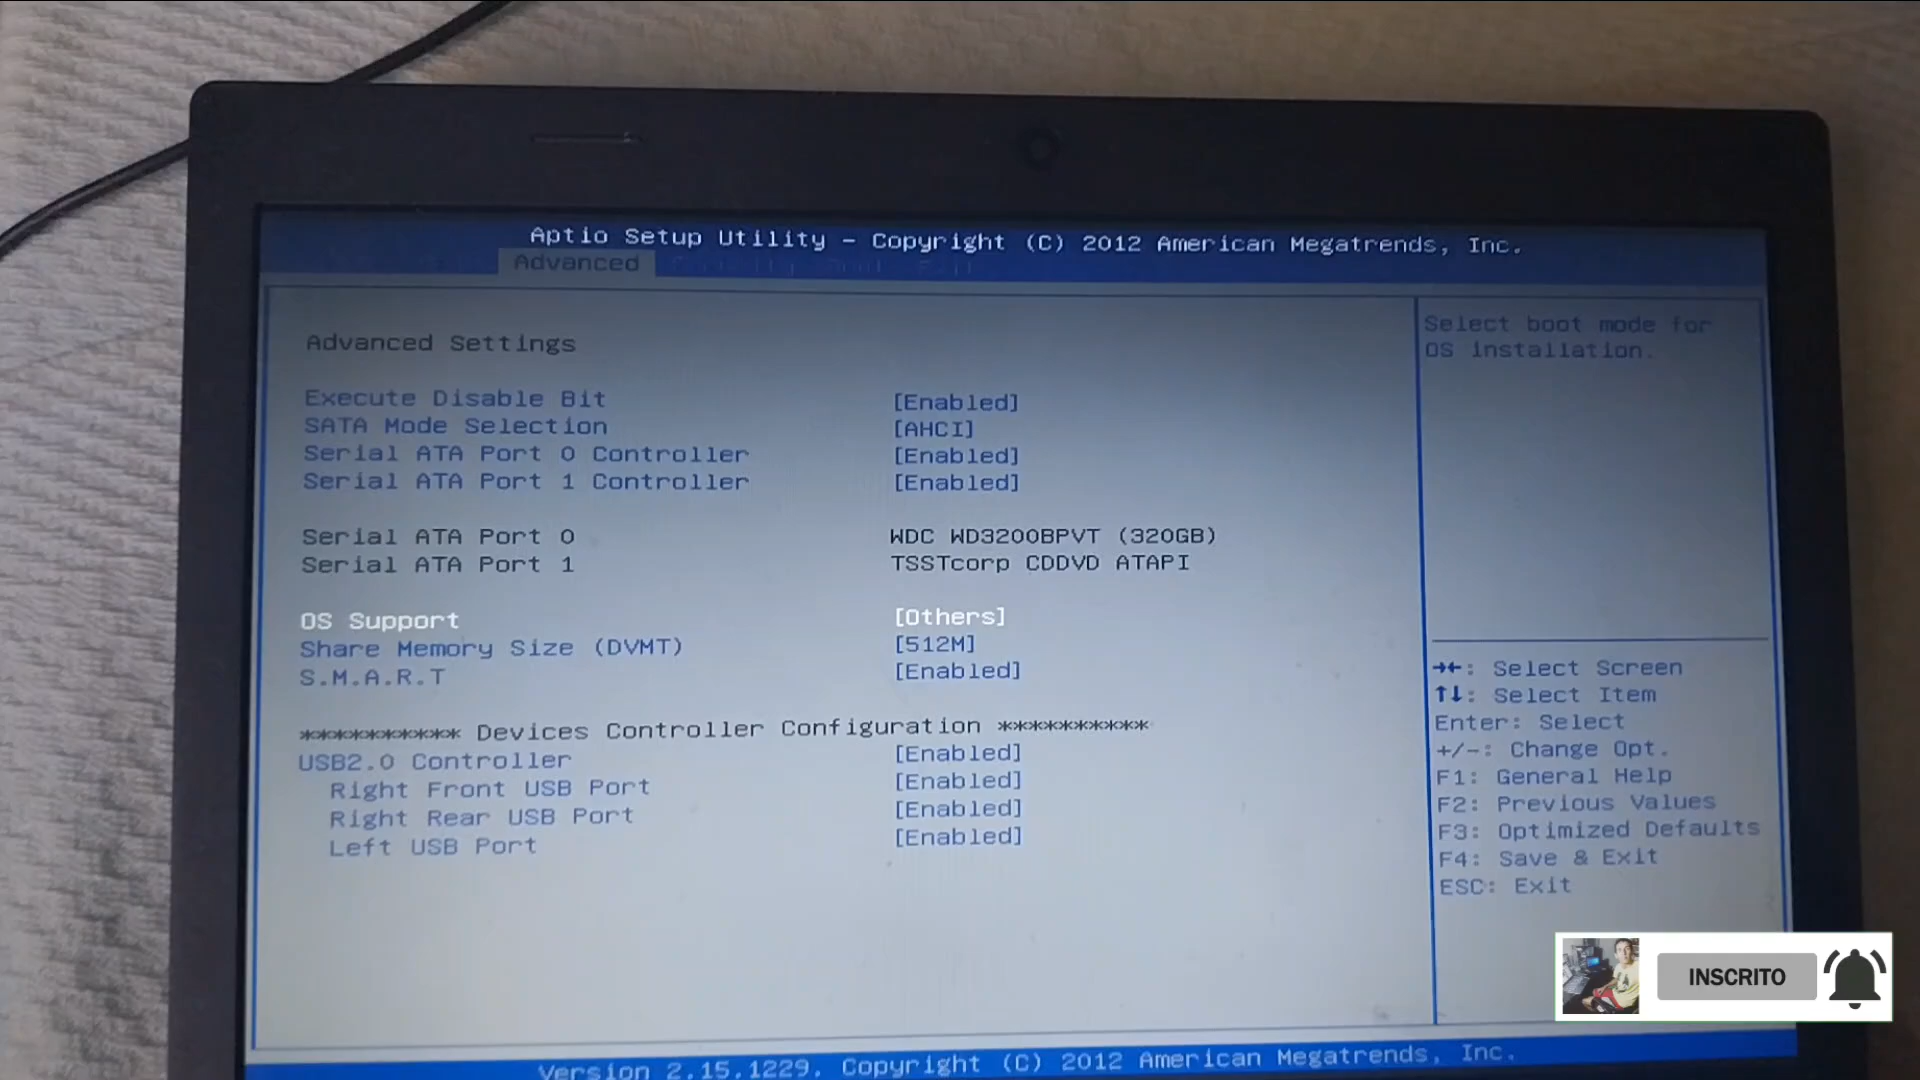 Aptio Setup Utility – Copyright (C) 2012 American Megatrends, Inc.
Advanced
Advanced Settings
Execute Disable Bit [Enabled]
SATA Mode Selection [AHCI]
Serial ATA Port 0 Controller [Enabled]
Serial ATA Port 1 Controller [Enabled]
Serial ATA Port 0 WDC WD3200BPVT (320GB)
Serial ATA Port 1 TSSTcorp CDDVD ATAPI
OS Support [Others]
Share Memory Size (DVMT) [512M]
S.M.A.R.T [Enabled]
********** Devices Controller Configuration **********
USB2.0 Controller [Enabled]
Right Front USB Port [Enabled]
Right Rear USB Port [Enabled]
Left USB Port [Enabled]
Select boot mode for
OS installation.
→←: Select Screen
↑↓: Select Item
Enter: Select
+/-: Change Opt.
F1: General Help
F2: Previous Values
F3: Optimized Defaults
F4: Save & Exit
ESC: Exit
INSCRITO
Version 2.15.1229. Copyright (C) 2012 American Megatrends, Inc.